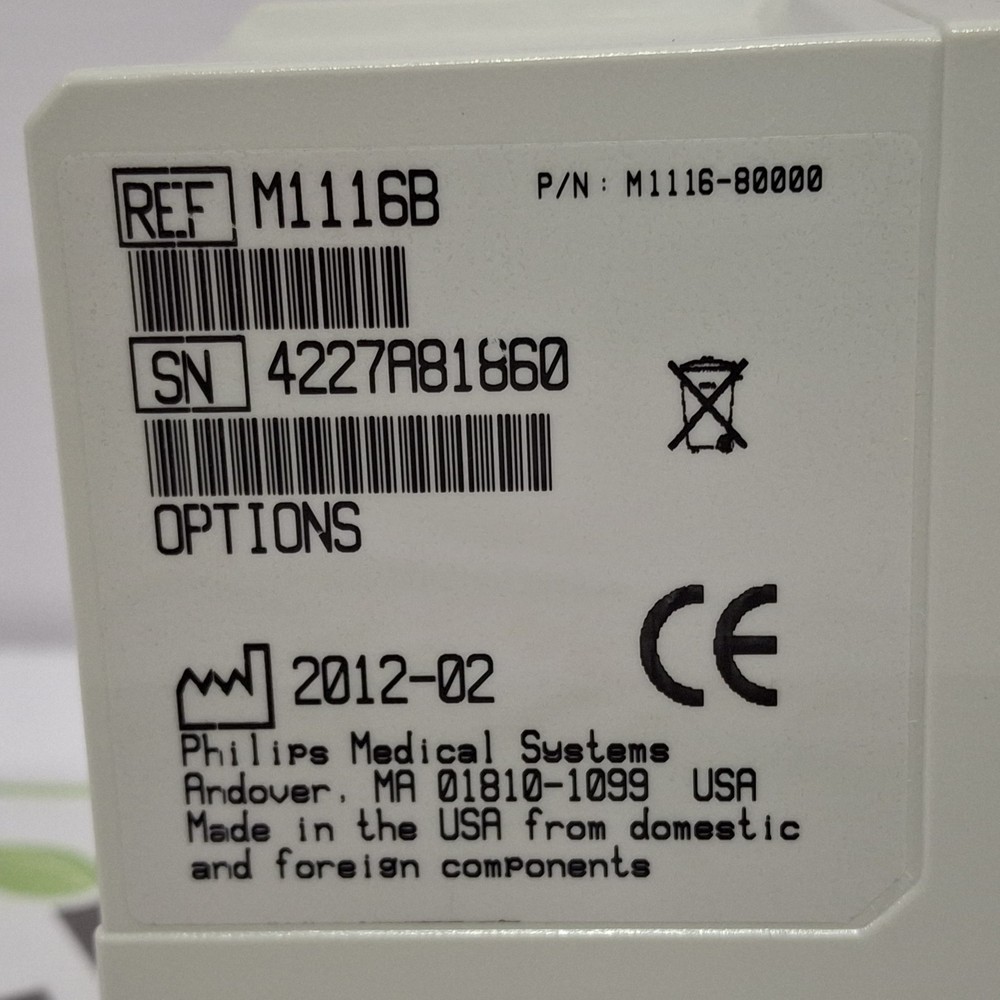 REF M1116B P/N: M1116-80000
SN 4227A81860
OPTIONS
CE
2012-02
Philips Medical Systems
Andover, MA 01810-1099 USA
Made in the USA from domestic
and foreign components